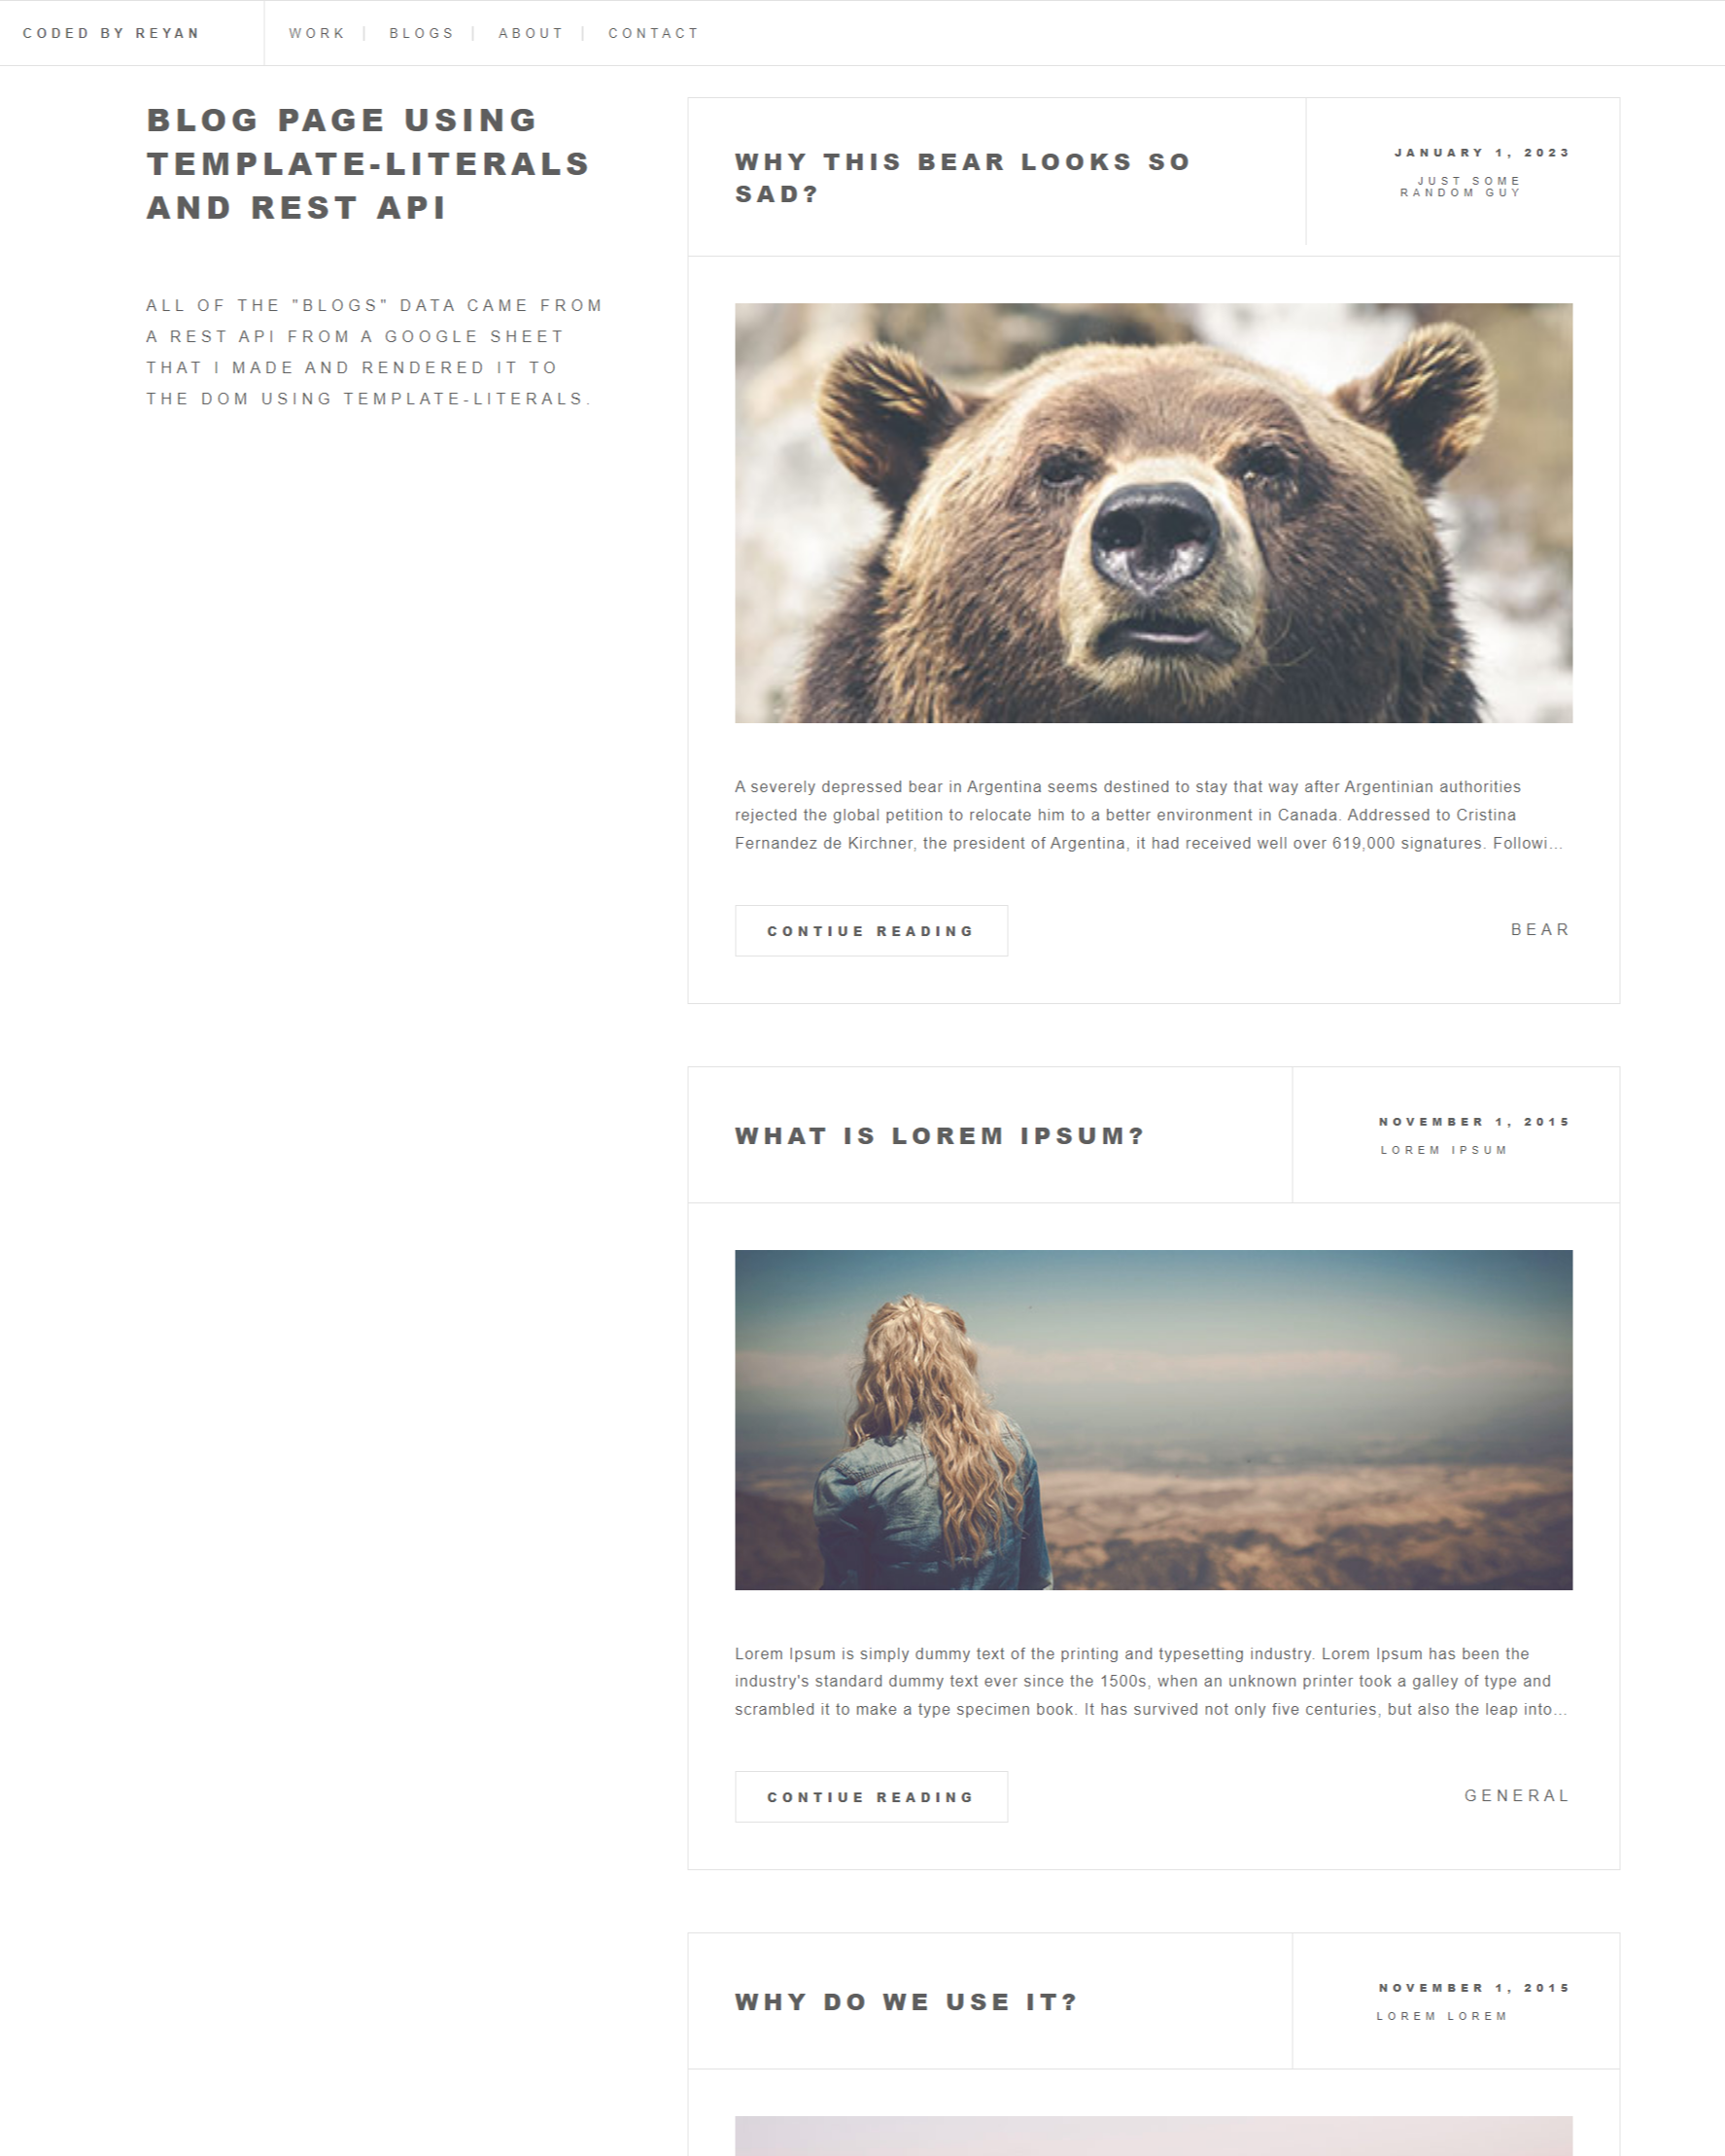 CODED BY REYAN
WORK
BLOGS
ABOUT
CONTACT
BLOG PAGE USING
TEMPLATE-LITERALS
AND REST API
ALL OF THE "BLOGS" DATA CAME FROM
A REST API FROM A GOOGLE SHEET
THAT I MADE AND RENDERED IT TO
THE DOM USING TEMPLATE-LITERALS.
WHY THIS BEAR LOOKS SO
SAD?
JANUARY 1, 2023
JUST SOME
RANDOM GUY
A severely depressed bear in Argentina seems destined to stay that way after Argentinian authorities
rejected the global petition to relocate him to a better environment in Canada. Addressed to Cristina
Fernandez de Kirchner, the president of Argentina, it had received well over 619,000 signatures. Followi...
CONTIUE READING
BEAR
WHAT IS LOREM IPSUM?
NOVEMBER 1, 2015
LOREM IPSUM
Lorem Ipsum is simply dummy text of the printing and typesetting industry. Lorem Ipsum has been the
industry's standard dummy text ever since the 1500s, when an unknown printer took a galley of type and
scrambled it to make a type specimen book. It has survived not only five centuries, but also the leap into...
CONTIUE READING
GENERAL
WHY DO WE USE IT?
NOVEMBER 1, 2015
LOREM LOREM